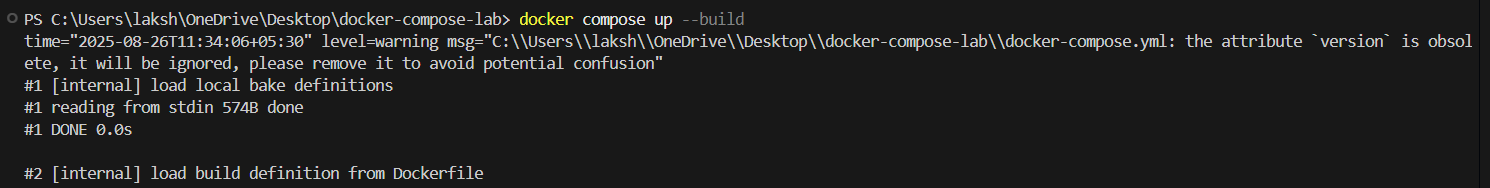 PS C:\Users\laksh\OneDrive\Desktop\docker-compose-lab> docker compose up --build
time="2025-08-26T11:34:06+05:30" level=warning msg="C:\\Users\\laksh\\OneDrive\\Desktop\\docker-compose-lab\\docker-compose.yml: the attribute `version` is obsol
ete, it will be ignored, please remove it to avoid potential confusion"
#1 [internal] load local bake definitions
#1 reading from stdin 574B done
#1 DONE 0.0s
#2 [internal] load build definition from Dockerfile